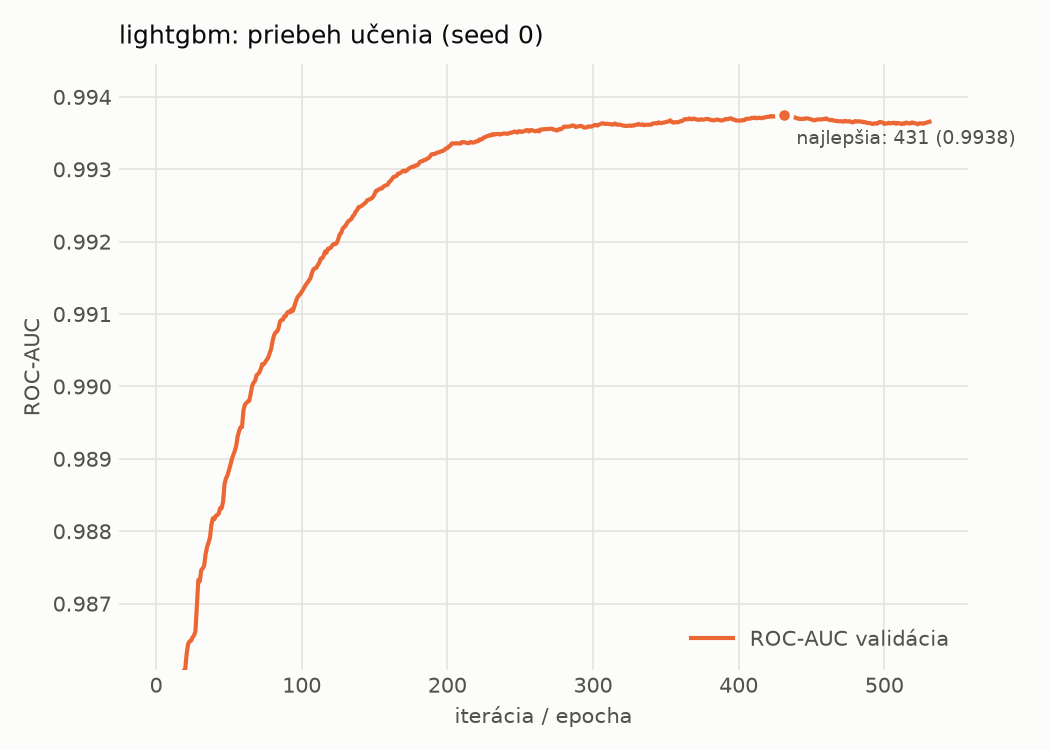 lightgbm: priebeh učenia (seed 0)
ROC-AUC
0.994
0.993
0.992
0.991
0.990
0.989
0.988
0.987
najlepšia: 431 (0.9938)
ROC-AUC validácia
0 100 200 300 400 500
iterácia / epocha